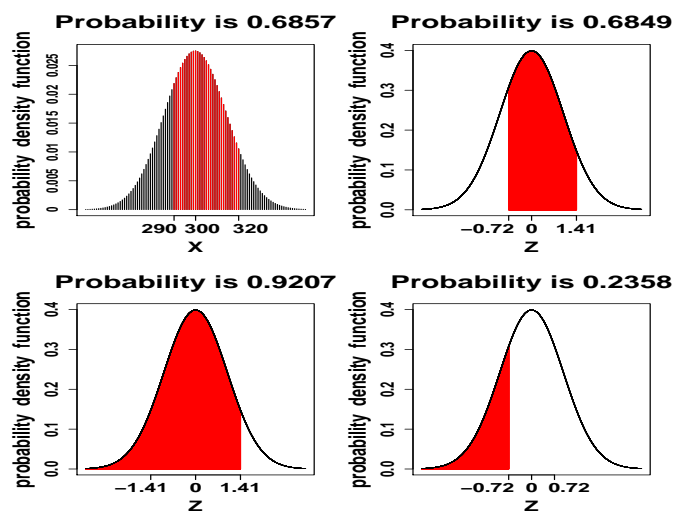 Probability is 0.6857
probability density function
0 0.005 0.01 0.015 0.02 0.025
290 300 320
X
Probability is 0.6849
probability density function
0.0 0.1 0.2 0.3 0.4
−0.72 0 1.41
Z
Probability is 0.9207
probability density function
0.0 0.1 0.2 0.3 0.4
−1.41 0 1.41
Z
Probability is 0.2358
probability density function
0.0 0.1 0.2 0.3 0.4
−0.72 0 0.72
Z